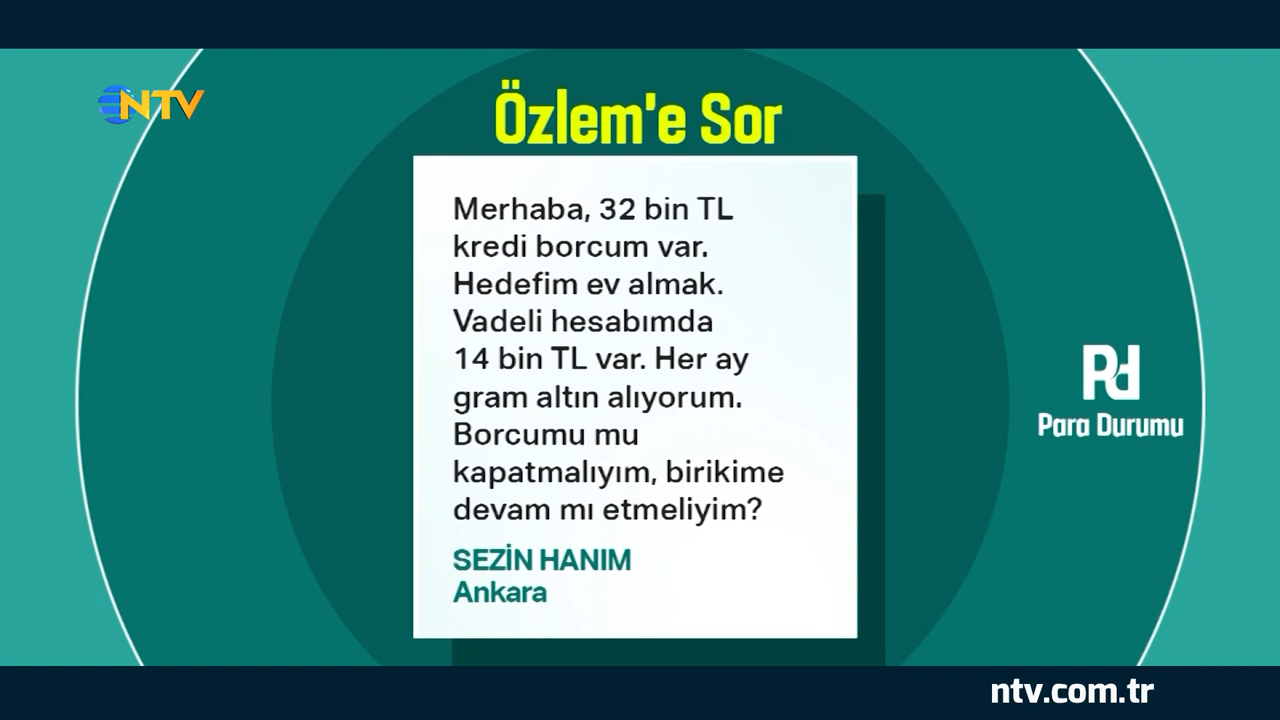 NTV
Özlem'e Sor
Merhaba, 32 bin TL
kredi borcum var.
Hedefim ev almak.
Vadeli hesabımda
14 bin TL var. Her ay
gram altın alıyorum.
Borcumu mu
kapatmalıyım, birikime
devam mı etmeliyim?
SEZİN HANIM
Ankara
Pd
Para Durumu
ntv.com.tr